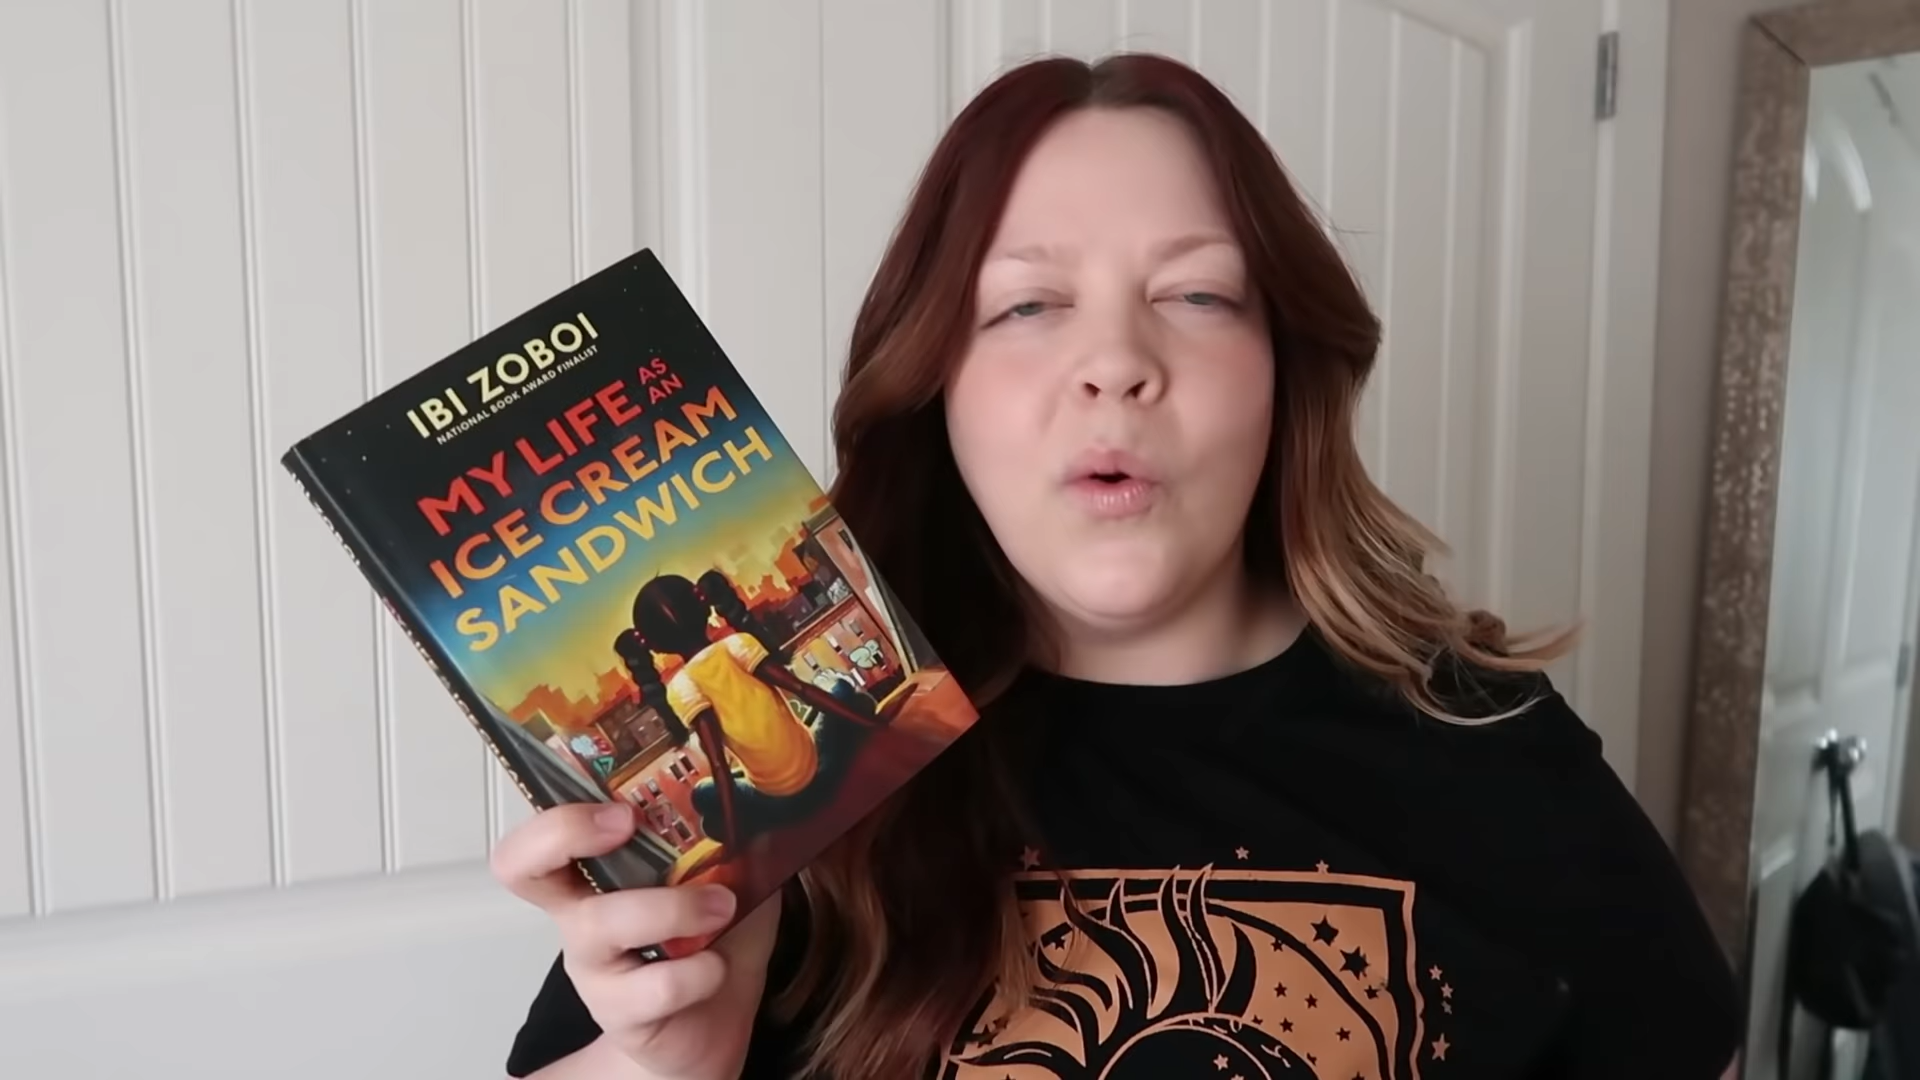 IBI ZOBOI
NATIONAL BOOK AWARD FINALIST
MY LIFE AS AN
ICE CREAM
SANDWICH